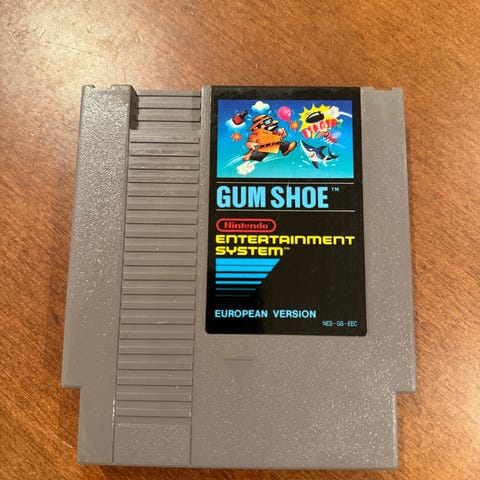 GUM SHOE™
Nintendo®
ENTERTAINMENT
SYSTEM™
EUROPEAN VERSION
NES-GS-EEC